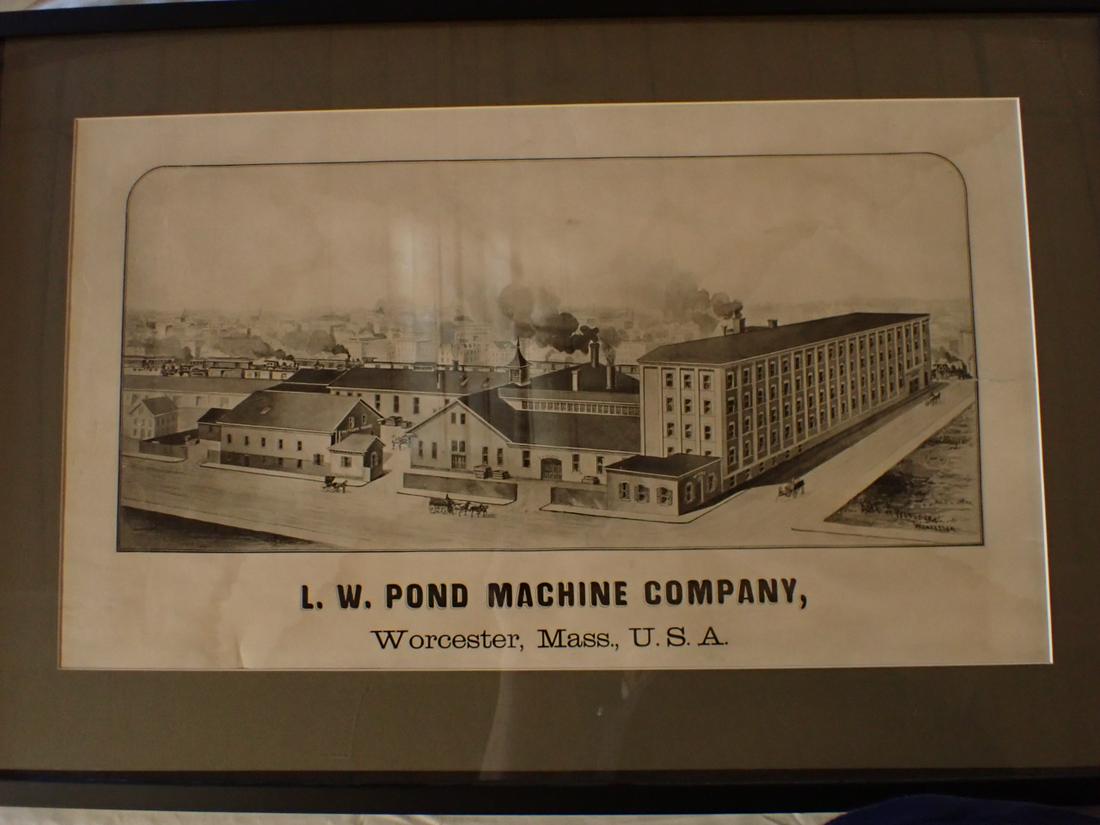 L. W. POND MACHINE COMPANY,
Worcester, Mass., U. S. A.